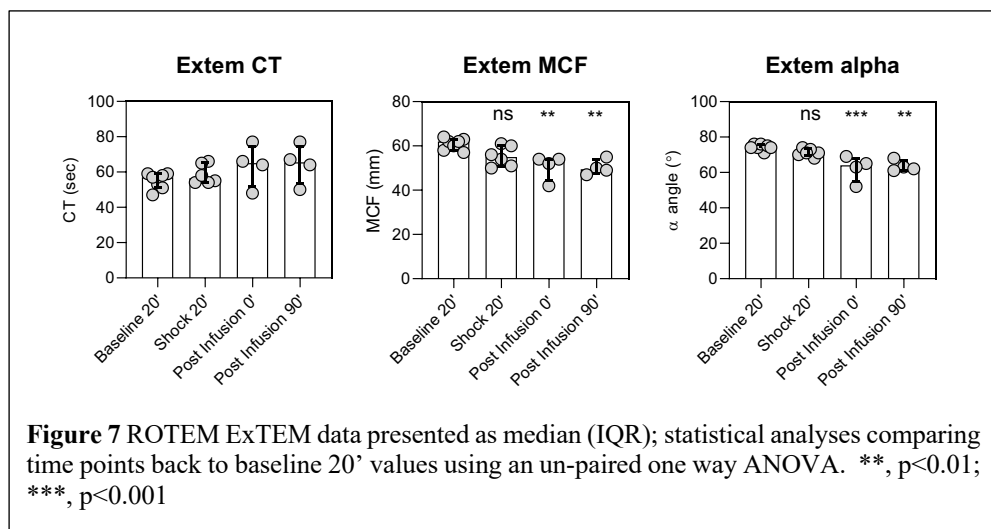 Extem CT
Extem MCF
Extem alpha
100
80
60
40
20
0
CT (sec)
Baseline 20'
Shock 20'
Post Infusion 0'
Post Infusion 90'
80
60
40
20
0
MCF (mm)
ns
**
**
Baseline 20'
Shock 20'
Post Infusion 0'
Post Infusion 90'
100
80
60
40
20
0
α angle (°)
ns
***
**
Baseline 20'
Shock 20'
Post Infusion 0'
Post Infusion 90'
Figure 7 ROTEM ExTEM data presented as median (IQR); statistical analyses comparing
time points back to baseline 20’ values using an un-paired one way ANOVA. **, p<0.01;
***, p<0.001